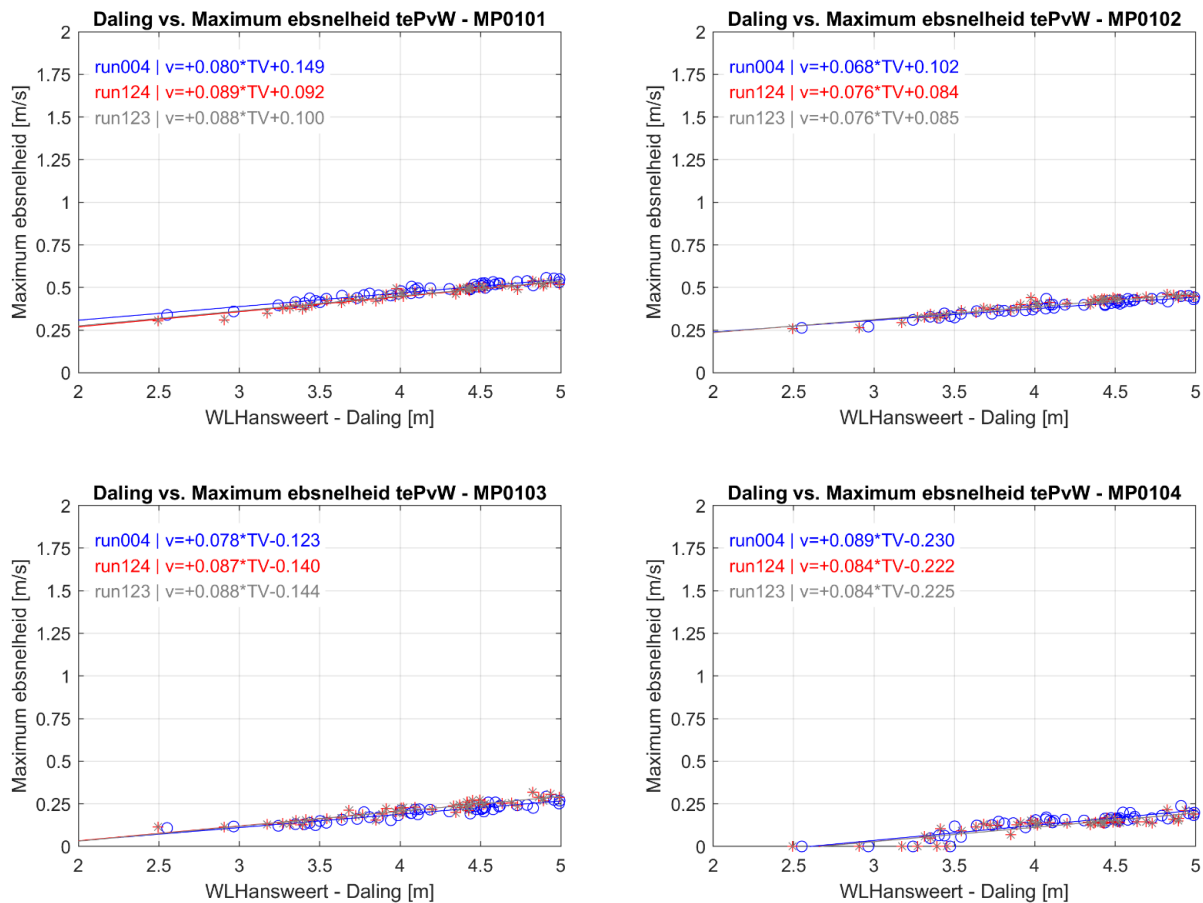 Daling vs. Maximum ebsnelheid tePvW - MP0101
run004 | v=+0.080*TV+0.149
run124 | v=+0.089*TV+0.092
run123 | v=+0.088*TV+0.100
Maximum ebsnelheid [m/s]
2
1.75
1.5
1.25
1
0.75
0.5
0.25
0
2 2.5 3 3.5 4 4.5 5
WLHansweert - Daling [m]
Daling vs. Maximum ebsnelheid tePvW - MP0102
run004 | v=+0.068*TV+0.102
run124 | v=+0.076*TV+0.084
run123 | v=+0.076*TV+0.085
Maximum ebsnelheid [m/s]
2
1.75
1.5
1.25
1
0.75
0.5
0.25
0
2 2.5 3 3.5 4 4.5 5
WLHansweert - Daling [m]
Daling vs. Maximum ebsnelheid tePvW - MP0103
run004 | v=+0.078*TV-0.123
run124 | v=+0.087*TV-0.140
run123 | v=+0.088*TV-0.144
Maximum ebsnelheid [m/s]
2
1.75
1.5
1.25
1
0.75
0.5
0.25
0
2 2.5 3 3.5 4 4.5 5
WLHansweert - Daling [m]
Daling vs. Maximum ebsnelheid tePvW - MP0104
run004 | v=+0.089*TV-0.230
run124 | v=+0.084*TV-0.222
run123 | v=+0.084*TV-0.225
Maximum ebsnelheid [m/s]
2
1.75
1.5
1.25
1
0.75
0.5
0.25
0
2 2.5 3 3.5 4 4.5 5
WLHansweert - Daling [m]